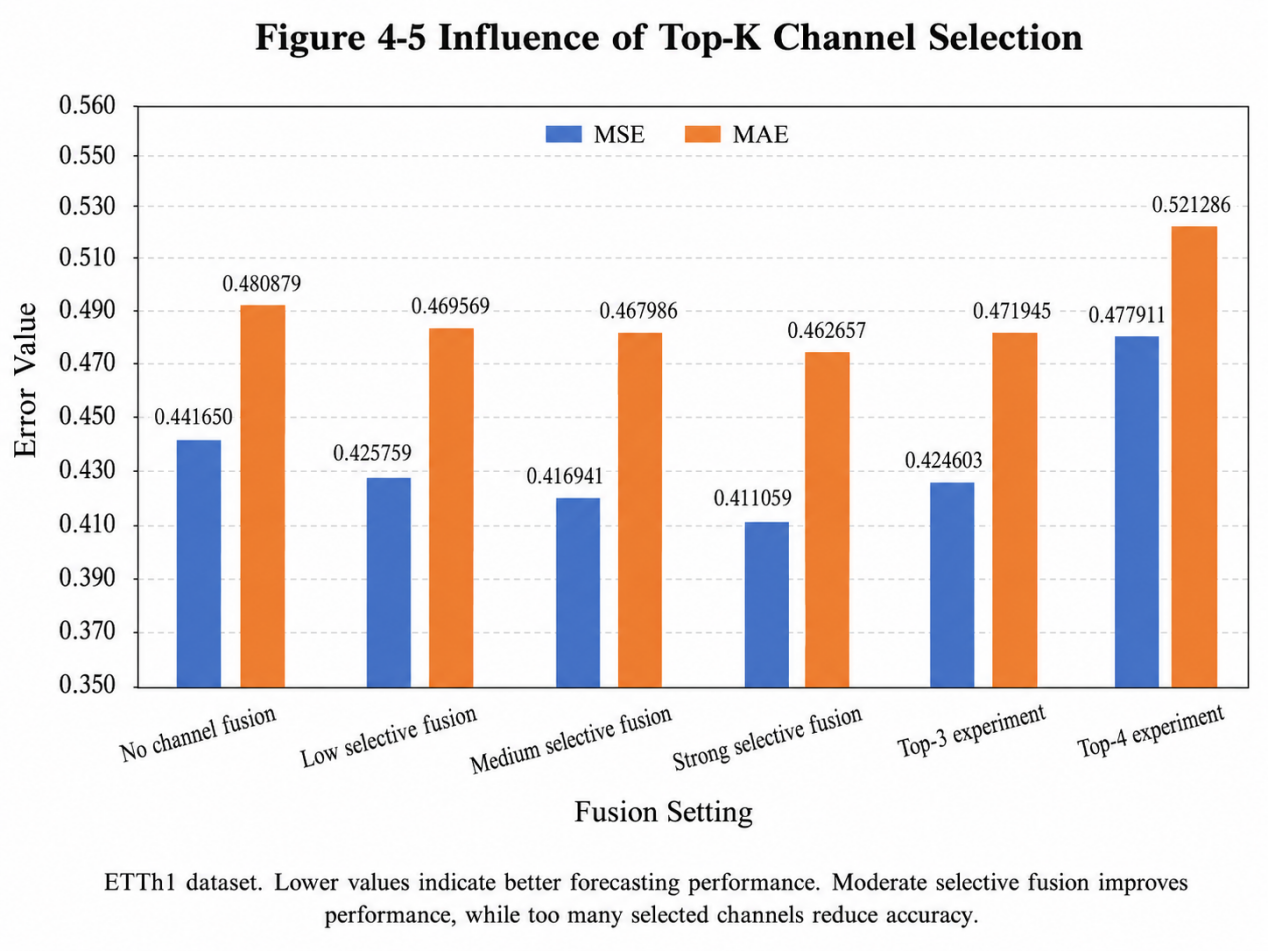 Figure 4-5 Influence of Top-K Channel Selection
MSE MAE
0.560
0.550
0.530
0.510
0.490
0.470
0.450
0.430
0.410
0.390
0.370
0.350
Error Value
0.441650
0.480879
0.425759
0.469569
0.416941
0.467986
0.411059
0.462657
0.424603
0.471945
0.477911
0.521286
No channel fusion
Low selective fusion
Medium selective fusion
Strong selective fusion
Top-3 experiment
Top-4 experiment
Fusion Setting
ETTh1 dataset. Lower values indicate better forecasting performance. Moderate selective fusion improves
performance, while too many selected channels reduce accuracy.